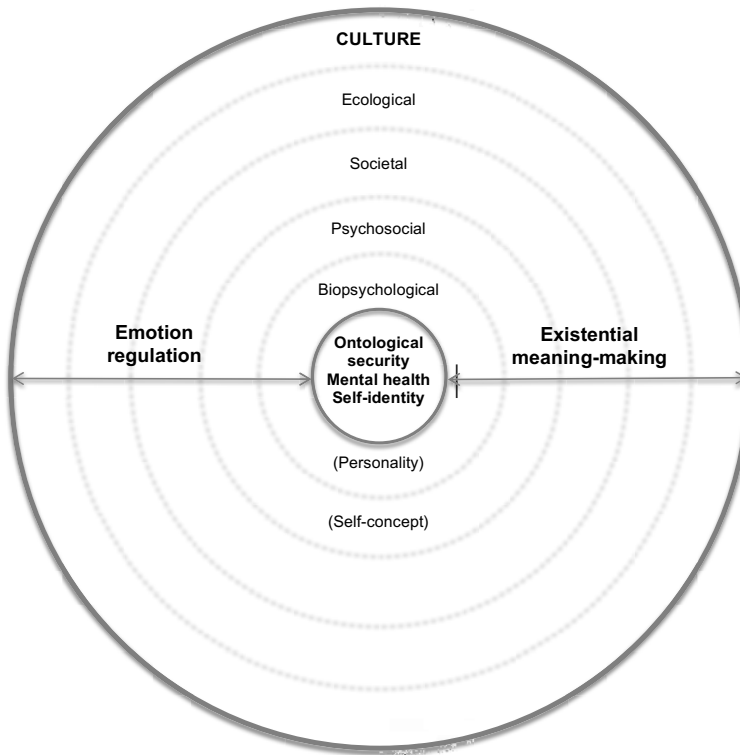 CULTURE
Ecological
Societal
Psychosocial
Biopsychological
Emotion
regulation
Ontological
security
Mental health
Self-identity
Existential
meaning-making
(Personality)
(Self-concept)